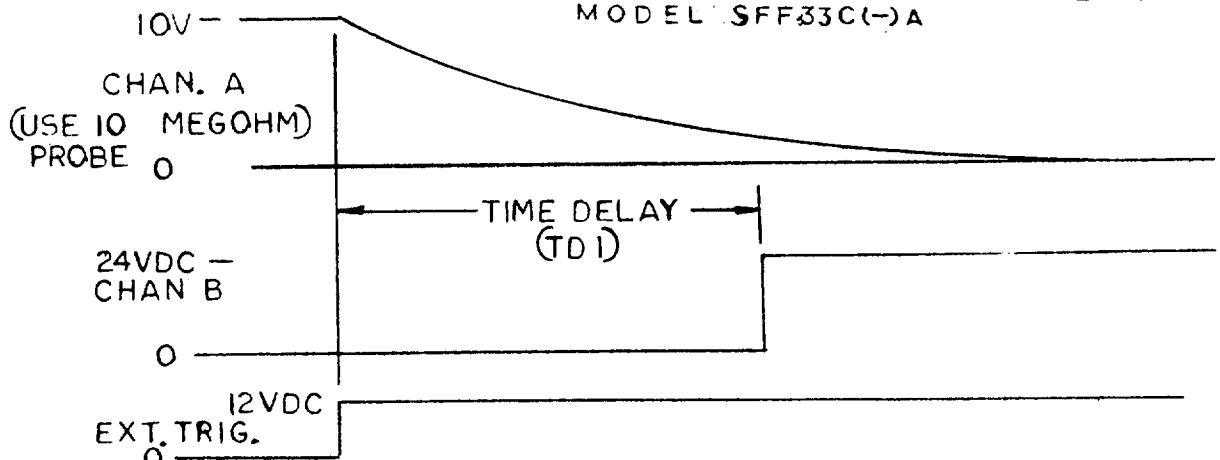 MODEL SFF33C(-)A
10V
CHAN. A
(USE 10 MEGOHM)
PROBE 0
TIME DELAY
(TD1)
24VDC
CHAN B
0
12VDC
EXT. TRIG.
0